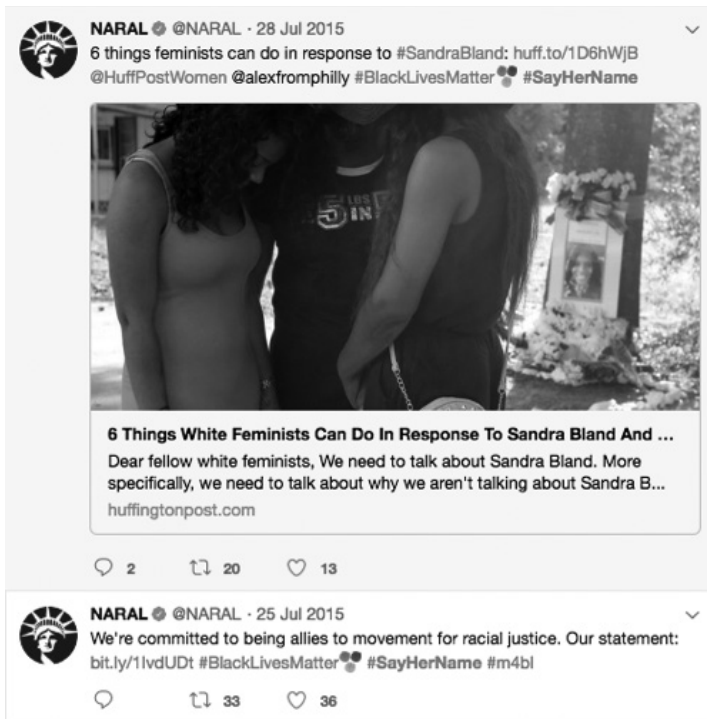 NARAL @NARAL · 28 Jul 2015
6 things feminists can do in response to #SandraBland: huff.to/1D6hWjB
@HuffPostWomen @alexfromphilly #BlackLivesMatter #SayHerName
5 LBS
IN
6 Things White Feminists Can Do In Response To Sandra Bland And ...
Dear fellow white feminists, We need to talk about Sandra Bland. More
specifically, we need to talk about why we aren't talking about Sandra B...
huffingtonpost.com
2 20 13
NARAL @NARAL · 25 Jul 2015
We're committed to being allies to movement for racial justice. Our statement:
bit.ly/1IvdUDt #BlackLivesMatter #SayHerName #m4bl
33 36